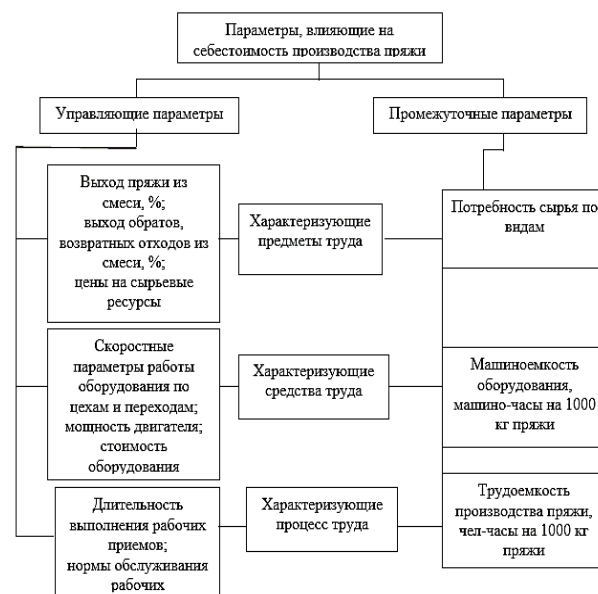 Параметры, влияющие на
себестоимость производства пряжи
Управляющие параметры
Промежуточные параметры
Выход пряжи из
смеси, %;
выход обратов,
возвратных отходов из
смеси, %;
цены на сырьевые
ресурсы
Характеризующие
предметы труда
Потребность сырья по
видам
Скоростные
параметры работы
оборудования по
цехам и переходам;
мощность двигателя;
стоимость
оборудования
Характеризующие
средства труда
Машиноемкость
оборудования,
машино-часы на 1000
кг пряжи
Длительность
выполнения рабочих
приемов;
нормы обслуживания
рабочих
Характеризующие
процесс труда
Трудоемкость
производства пряжи,
чел-часы на 1000 кг
пряжи